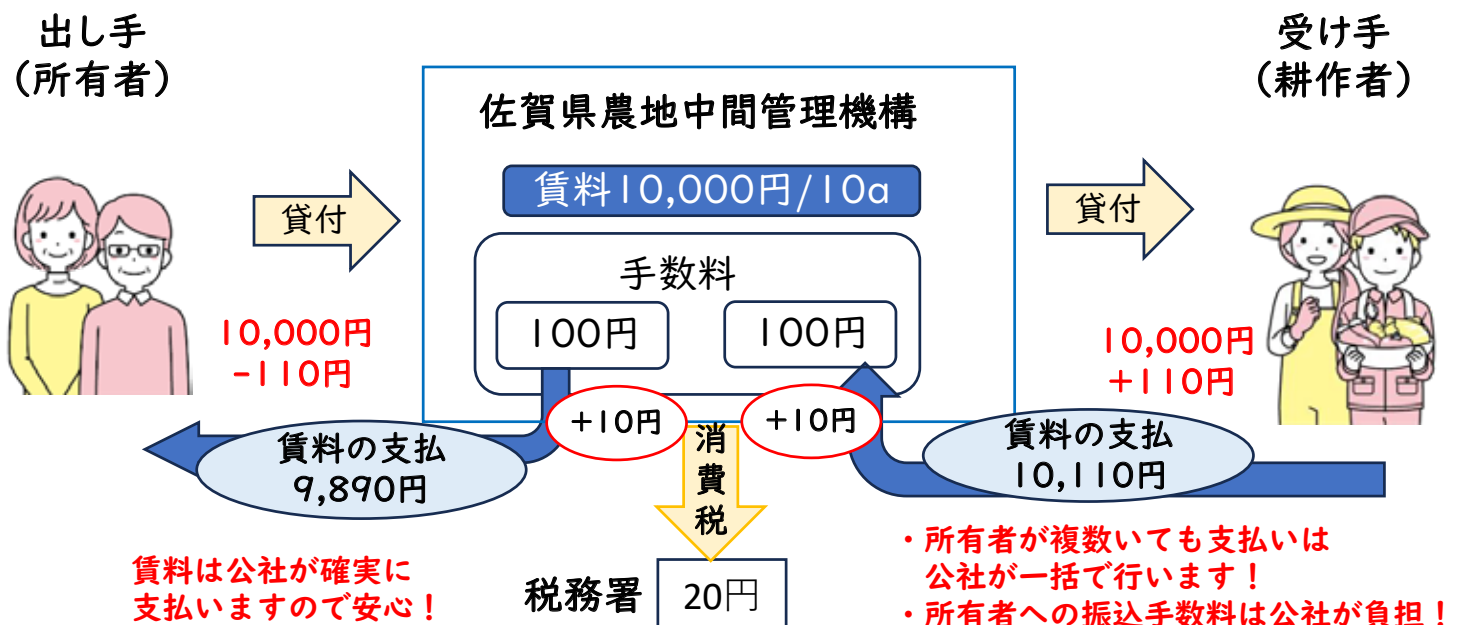 出し手
(所有者)
受け手
(耕作者)
佐賀県農地中間管理機構
賃料10,000円/10a
貸付
貸付
手数料
100円
100円
10,000円
-110円
10,000円
+110円
+10円
+10円
賃料の支払
9,890円
消
費
税
賃料の支払
10,110円
賃料は公社が確実に
支払いますので安心！
税務署
20円
・所有者が複数いても支払いは
公社が一括で行います！
・所有者への振込手数料は公社が負担！